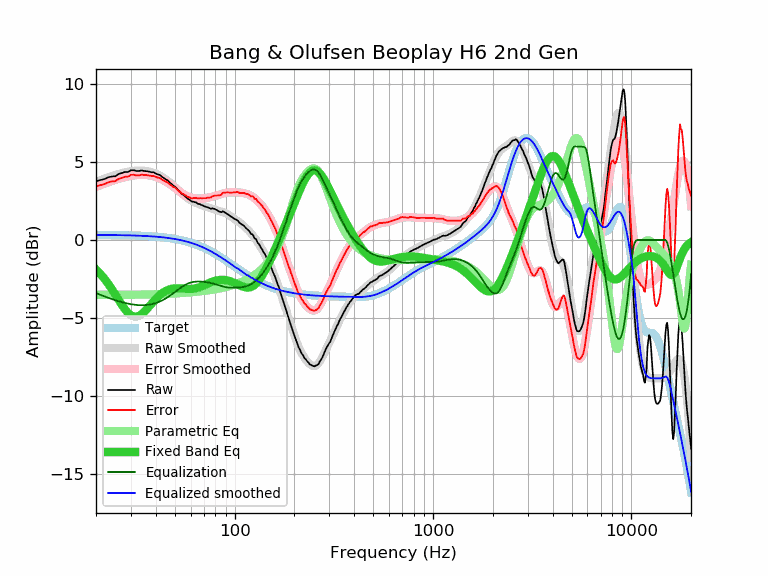 Bang & Olufsen Beoplay H6 2nd Gen
10
5
0
−5
−10
−15
Amplitude (dBr)
Target
Raw Smoothed
Error Smoothed
Raw
Error
Parametric Eq
Fixed Band Eq
Equalization
Equalized smoothed
100 1000 10000
Frequency (Hz)